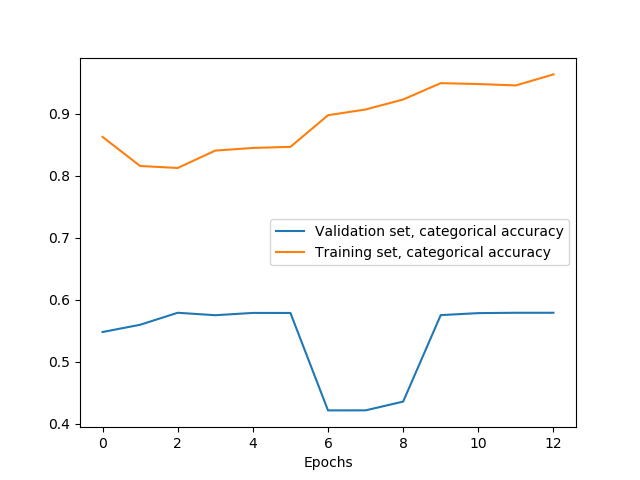 0.9
0.8
0.7
Validation set, categorical accuracy
Training set, categorical accuracy
0.6
0.5
0.4
0 2 4 6 8 10 12
Epochs